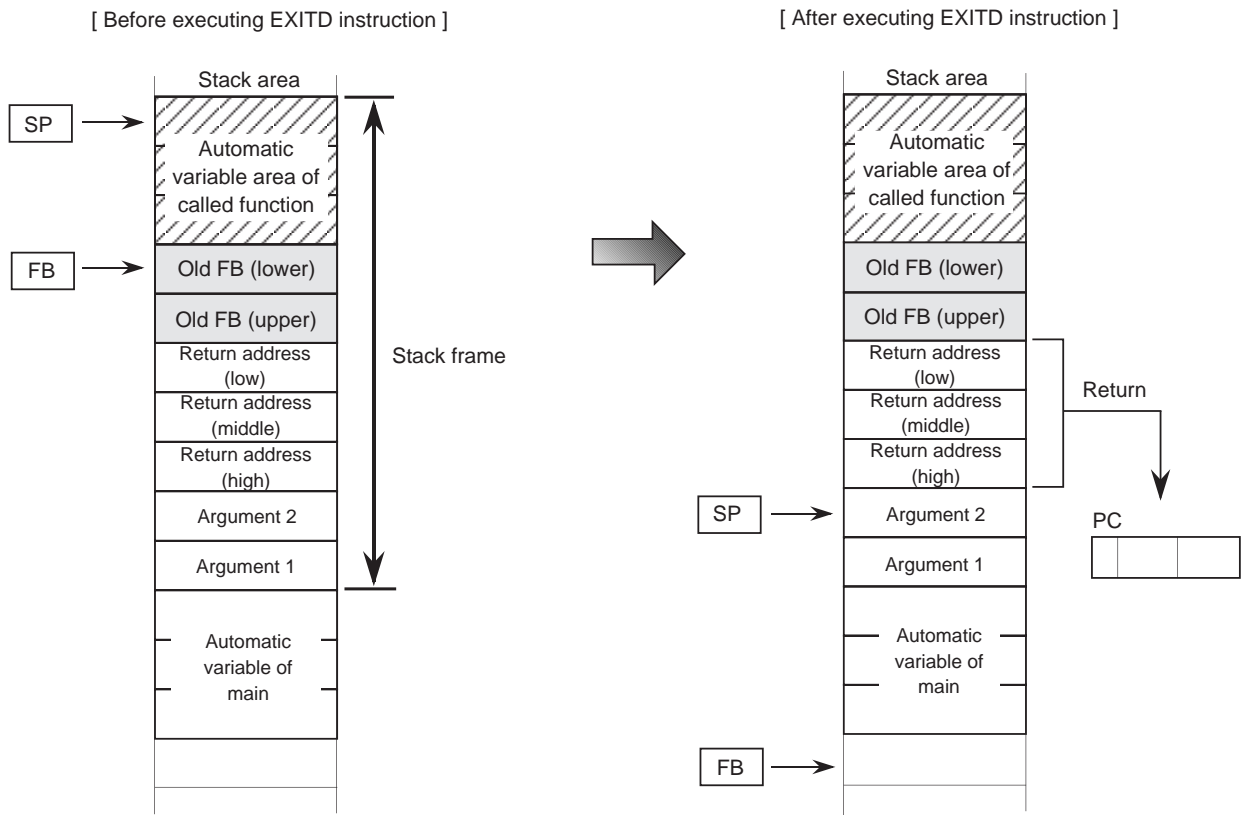 [ Before executing EXITD instruction ]
Stack area
SP
Automatic
variable area of
called function
FB
Old FB (lower)
Old FB (upper)
Return address
(low)
Return address
(middle)
Return address
(high)
Argument 2
Argument 1
Automatic
variable of
main
Stack frame
[ After executing EXITD instruction ]
Stack area
Automatic
variable area of
called function
Old FB (lower)
Old FB (upper)
Return address
(low)
Return address
(middle)
Return address
(high)
Return
SP
Argument 2
PC
Argument 1
Automatic
variable of
main
FB